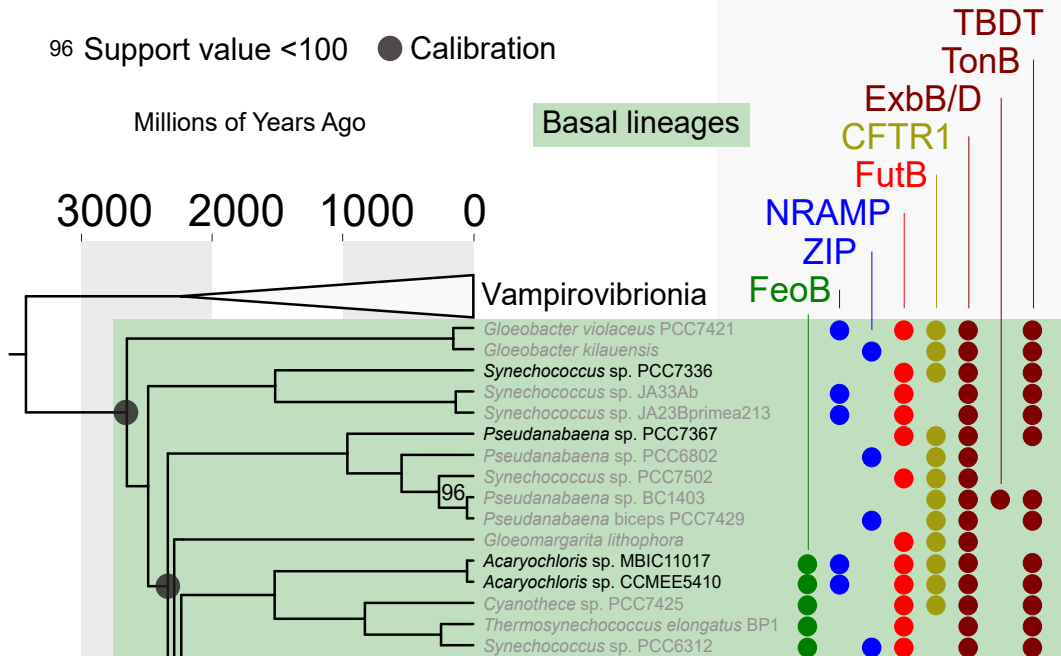 TBDT
96 Support value <100
Calibration
TonB
ExbB/D
Millions of Years Ago
Basal lineages
CFTR1
FutB
3000 2000 1000 0
NRAMP
ZIP
FeoB
Vampirovibrionia
Gloeobacter violaceus PCC7421
Gloeobacter kilauensis
Synechococcus sp. PCC7336
Synechococcus sp. JA33Ab
Synechococcus sp. JA23Bprimea213
Pseudanabaena sp. PCC7367
Pseudanabaena sp. PCC6802
Synechococcus sp. PCC7502
96
Pseudanabaena sp. BC1403
Pseudanabaena biceps PCC7429
Gloeomargarita lithophora
Acaryochloris sp. MBIC11017
Acaryochloris sp. CCMEE5410
Cyanothece sp. PCC7425
Thermosynechococcus elongatus BP1
Synechococcus sp. PCC6312